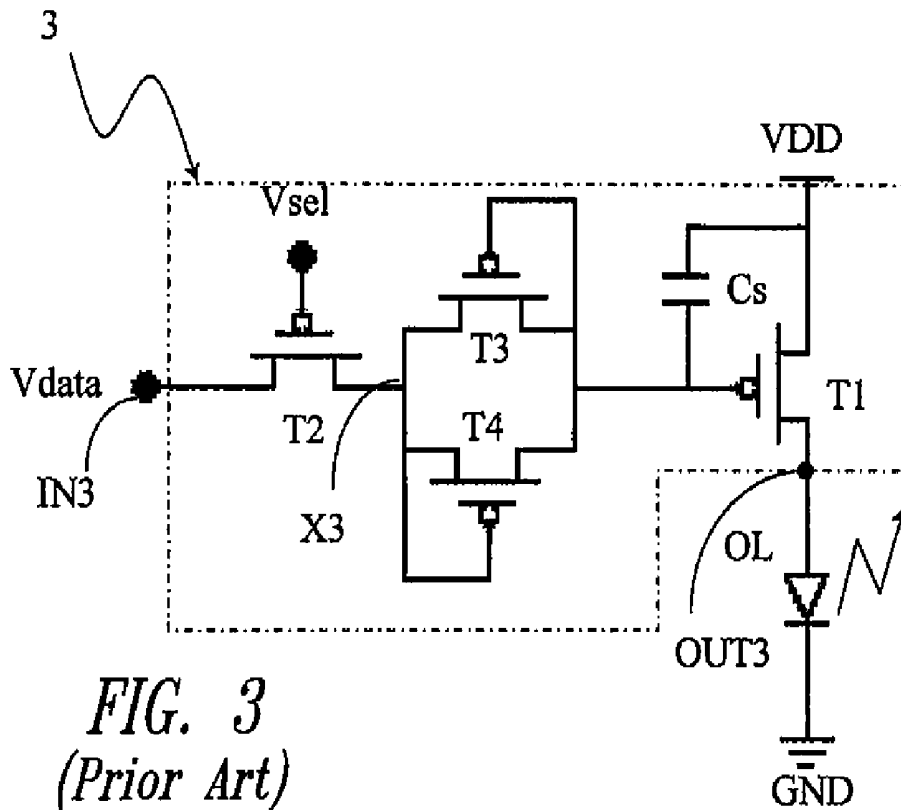 3
VDD
Vsel
Cs
T3
Vdata
T1
T2
T4
IN3
X3
OL
OUT3
FIG. 3
(Prior Art)
GND